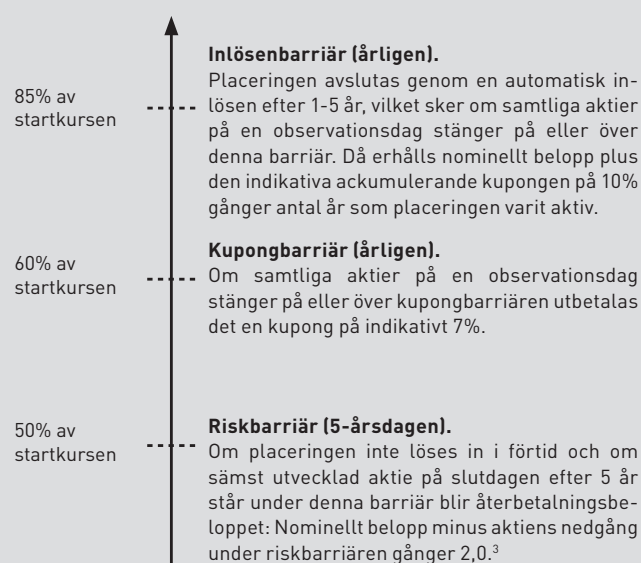 85% av
startkursen
Inlösenbarriär (årligen).
Placeringen avslutas genom en automatisk in-
lösen efter 1-5 år, vilket sker om samtliga aktier
på en observationsdag stänger på eller över
denna barriär. Då erhålls nominellt belopp plus
den indikativa ackumulerande kupongen på 10%
gånger antal år som placeringen varit aktiv.
60% av
startkursen
Kupongbarriär (årligen).
Om samtliga aktier på en observationsdag
stänger på eller över kupongbarriären utbetalas
det en kupong på indikativt 7%.
50% av
startkursen
Riskbarriär (5-årsdagen).
Om placeringen inte löses in i förtid och om
sämst utvecklad aktie på slutdagen efter 5 år
står under denna barriär blir återbetalningsbe-
loppet: Nominellt belopp minus aktiens nedgång
under riskbarriären gånger 2,0.³